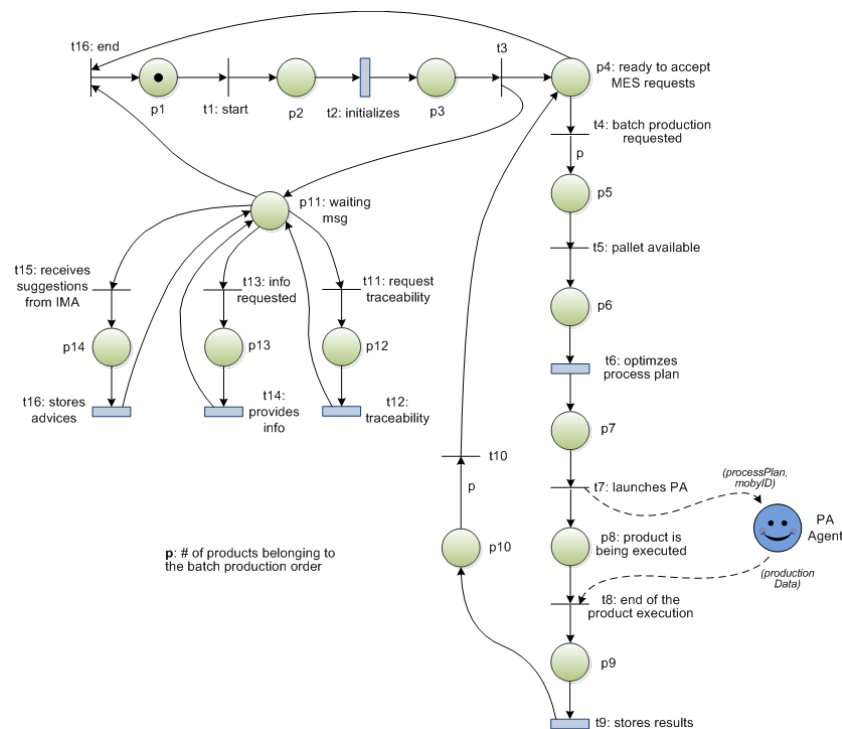 t16: end
t3
p1
t1: start
p2
t2: initializes
p3
p4: ready to accept
MES requests
t4: batch production
requested
p
p5
p11: waiting
msg
t5: pallet available
t15: receives
suggestions
from IMA
t13: info
requested
t11: request
traceability
p6
p14
p13
p12
t6: optimzes
process plan
t16: stores
advices
t14:
provides
info
t12:
traceability
p7
t10
p
t7: launches PA
(processPlan,
mobyID)
PA
Agent
p: # of products belonging to
the batch production order
p10
p8: product is
being executed
(production
Data)
t8: end of the
product execution
p9
t9: stores results